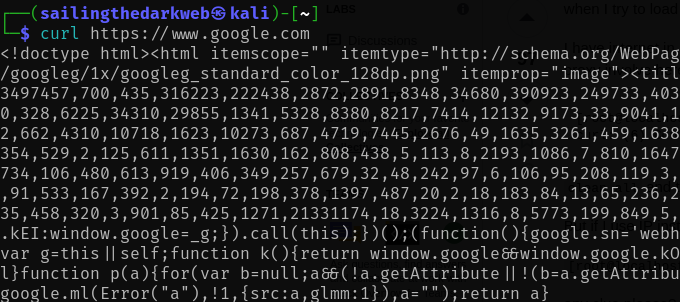 ┌──(sailingthedarkweb㉿kali)-[~]
└─$ curl https://www.google.com
<!doctype html><html itemscope="" itemtype="http://schema.org/WebPag
/googleg/1x/googleg_standard_color_128dp.png" itemprop="image"><titl
3497457,700,435,316223,222438,2872,2891,8348,34680,390923,249733,403
0,328,6225,34310,29855,1341,5328,8380,8217,7414,12132,9173,33,9041,1
2,662,4310,10718,1623,10273,687,4719,7445,2676,49,1635,3261,459,1638
354,529,2,125,611,1351,1630,162,808,438,5,113,8,2193,1086,7,810,1647
734,106,480,613,919,406,349,257,679,32,48,242,97,6,106,95,208,119,3,
,91,533,167,392,2,194,72,198,378,1397,487,20,2,18,183,84,13,65,236,2
35,458,320,3,901,85,425,1271,21331174,18,3224,1316,8,5773,199,849,5,
.kEI:window.google=_g;}).call(this);})();(function(){google.sn='webh
var g=this||self;function k(){return window.google&&window.google.kO
l}function p(a){for(var b=null;a&&(!a.getAttribute||!(b=a.getAttribu
google.ml(Error("a"),!1,{src:a,glmm:1}),a="");return a}
LABS
when I try to load